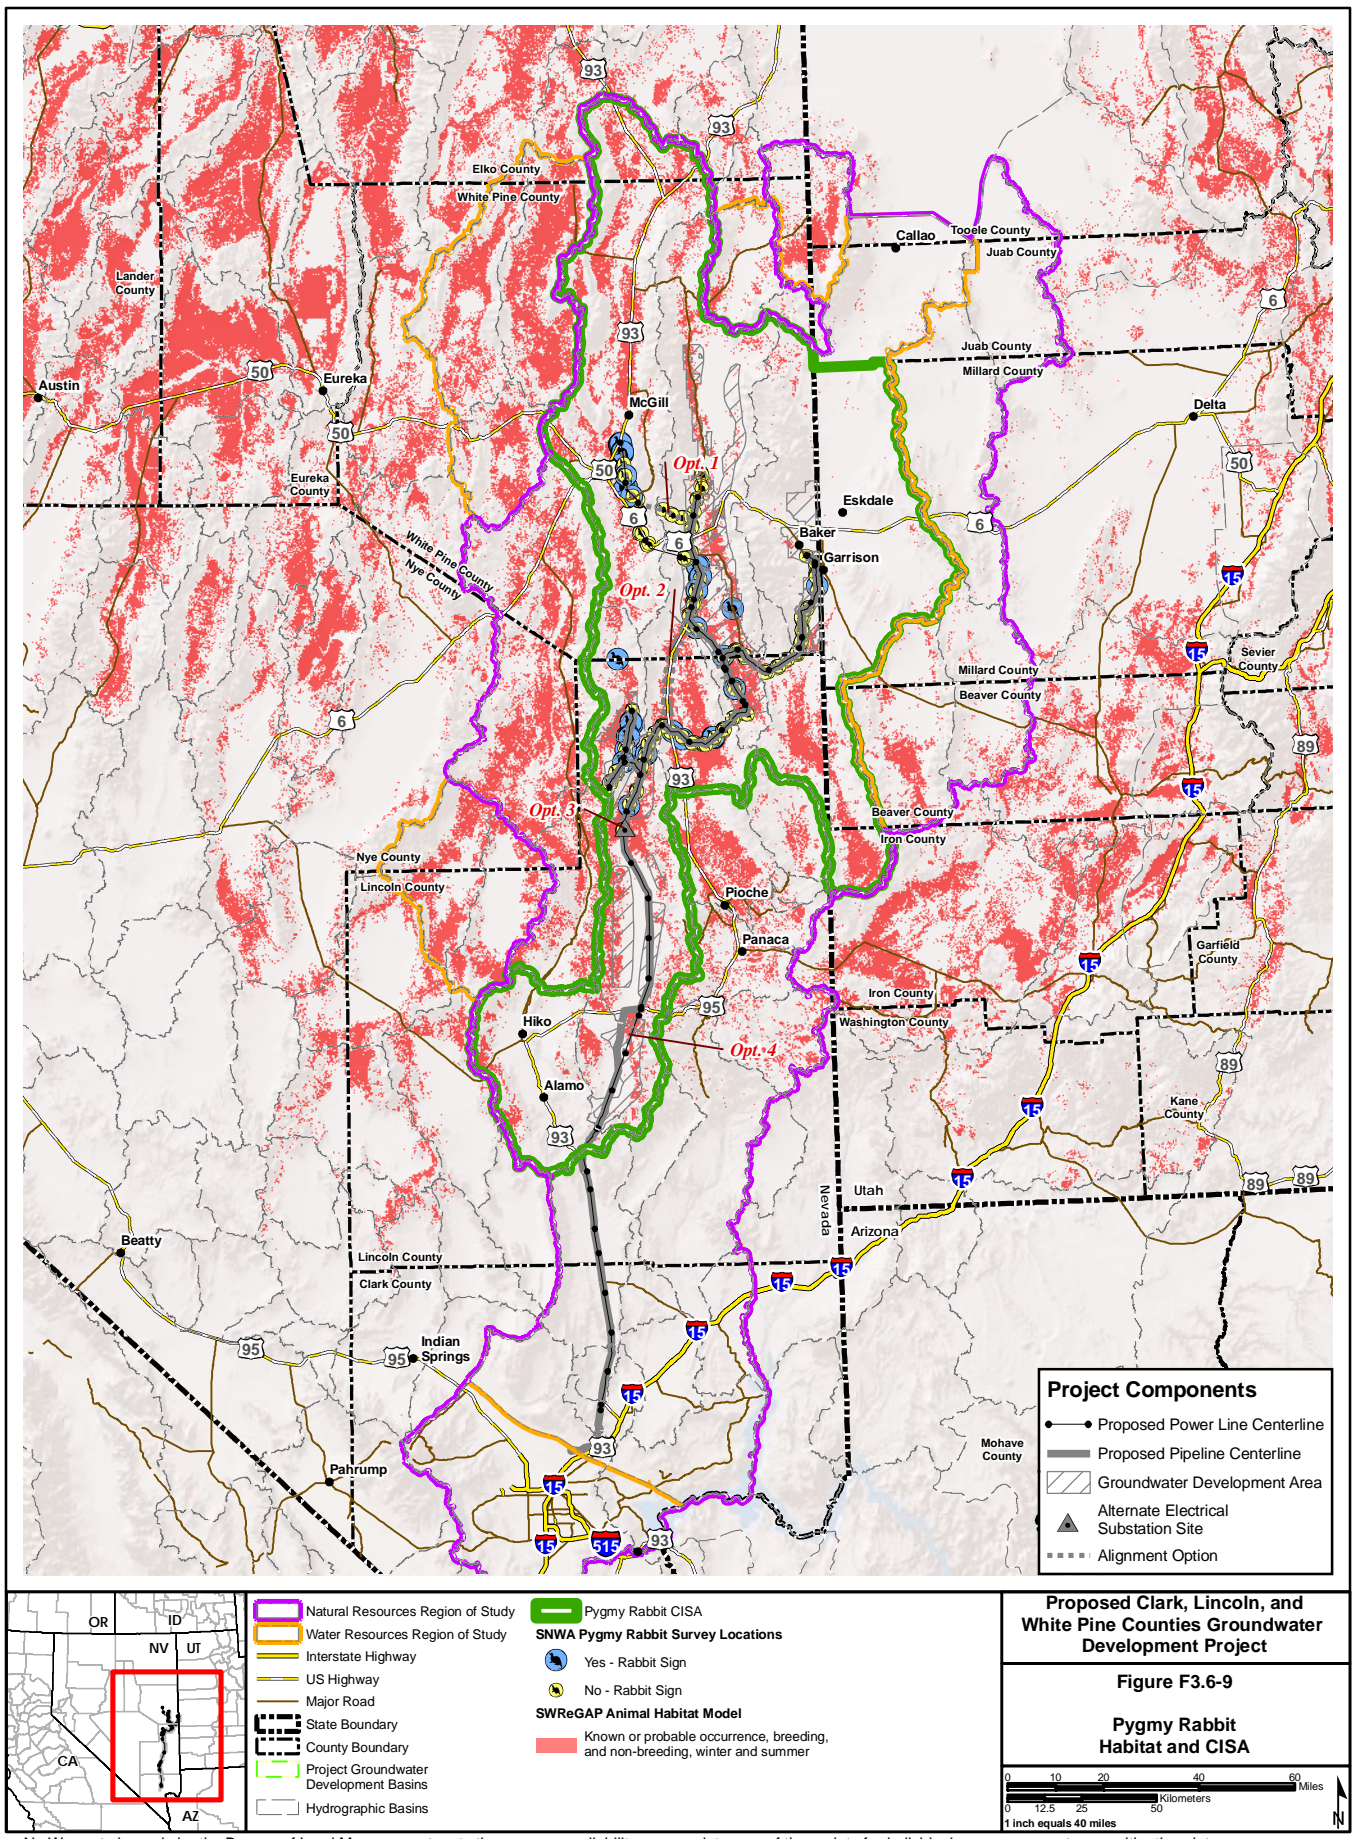 93
93
Elko County
White Pine County
Callao
Tooele County
Juab County
Lander
County
6
93
Juab County
Millard County
50
Eureka
Austin
McGill
Delta
50
50
Opt. 1
50
Eureka
County
Eskdale
6
6
Baker
6
Garrison
White Pine County
Nye County
15
Opt. 2
15
Sevier
County
Millard County
Beaver County
6
89
93
15
Opt. 3
Beaver County
Iron County
Nye County
Lincoln County
Pioche
Panaca
Garfield
County
15
Iron County
95
Washington County
Hiko
Opt. 4
89
Alamo
15
Kane
County
93
15
89
89
Utah
Nevada
Arizona
Beatty
Lincoln County
Clark County
15
15
15
Indian
Springs
95
95
15
93
Mohave
County
Pahrump
15
15
515
93
Project Components
Proposed Power Line Centerline
Proposed Pipeline Centerline
Groundwater Development Area
Alternate Electrical
Substation Site
Alignment Option
OR
ID
NV
UT
CA
AZ
Natural Resources Region of Study
Water Resources Region of Study
Interstate Highway
US Highway
Major Road
State Boundary
County Boundary
Project Groundwater
Development Basins
Hydrographic Basins
Pygmy Rabbit CISA
SNWA Pygmy Rabbit Survey Locations
Yes - Rabbit Sign
No - Rabbit Sign
SWReGAP Animal Habitat Model
Known or probable occurrence, breeding,
and non-breeding, winter and summer
Proposed Clark, Lincoln, and
White Pine Counties Groundwater
Development Project
Figure F3.6-9
Pygmy Rabbit
Habitat and CISA
0 10 20 40 60
Miles
Kilometers
0 12.5 25 50
1 inch equals 40 miles
N